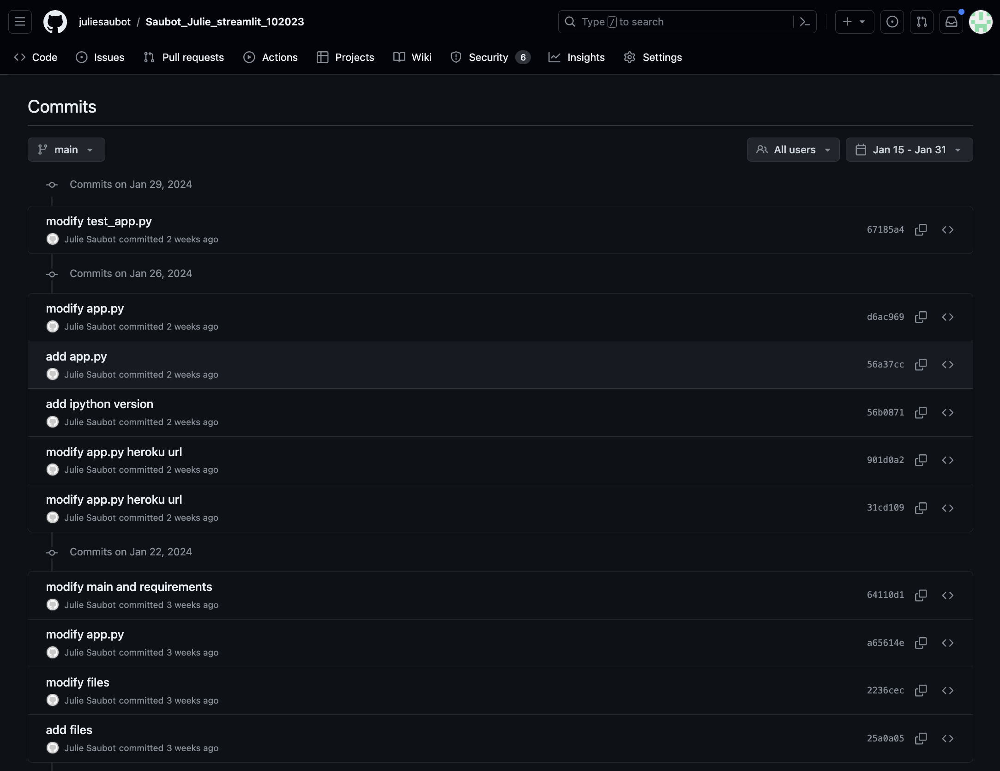 juliesaubot / Saubot_Julie_streamlit_102023
Type / to search
Code Issues Pull requests Actions Projects Wiki Security 6 Insights Settings
Commits
main All users Jan 15 - Jan 31
Commits on Jan 29, 2024
modify test_app.py
Julie Saubot committed 2 weeks ago
67185a4
Commits on Jan 26, 2024
modify app.py
Julie Saubot committed 2 weeks ago
d6ac969
add app.py
Julie Saubot committed 2 weeks ago
56a37cc
add ipython version
Julie Saubot committed 2 weeks ago
56b0871
modify app.py heroku url
Julie Saubot committed 2 weeks ago
901d0a2
modify app.py heroku url
Julie Saubot committed 2 weeks ago
31cd109
Commits on Jan 22, 2024
modify main and requirements
Julie Saubot committed 3 weeks ago
64110d1
modify app.py
Julie Saubot committed 3 weeks ago
a65614e
modify files
Julie Saubot committed 3 weeks ago
2236cec
add files
Julie Saubot committed 3 weeks ago
25a0a05